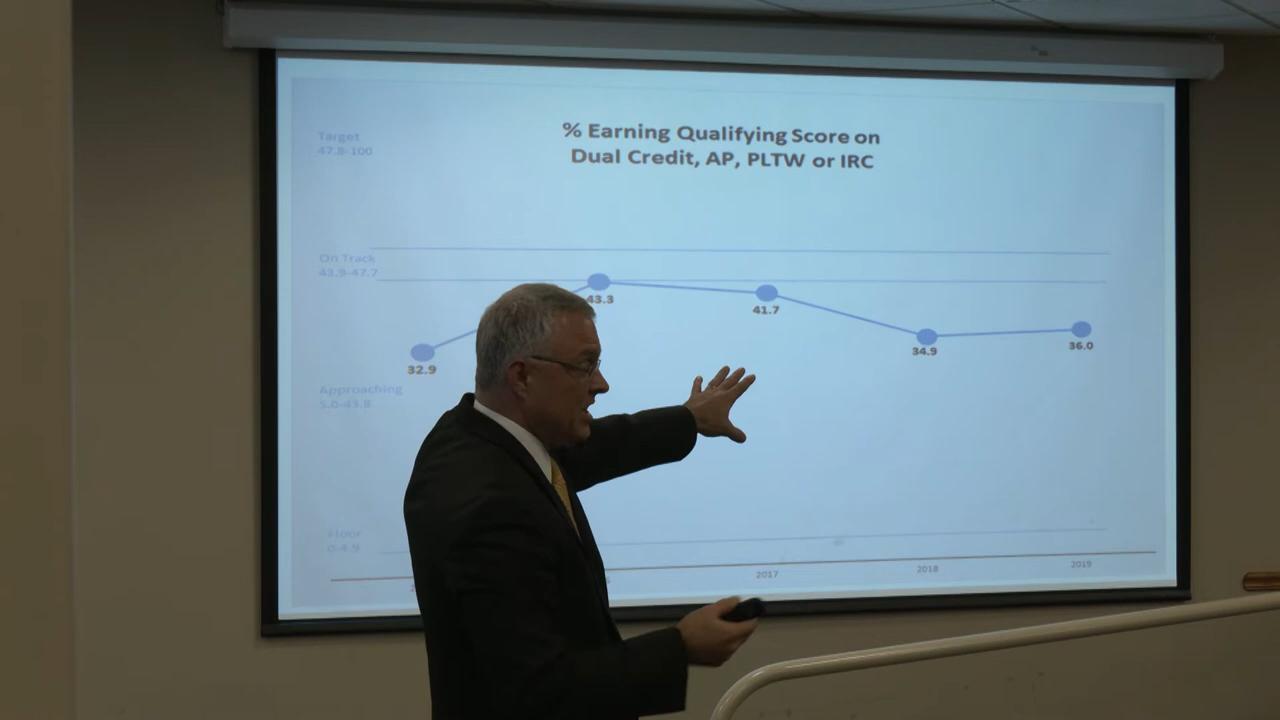 % Earning Qualifying Score on
Dual Credit, AP, PLTW or IRC
Target
47.8-100
On Track
43.9-47.7
43.3
41.7
32.9
34.9
36.0
Approaching
5.0-43.8
Floor
0-4.9
2017
2018
2019